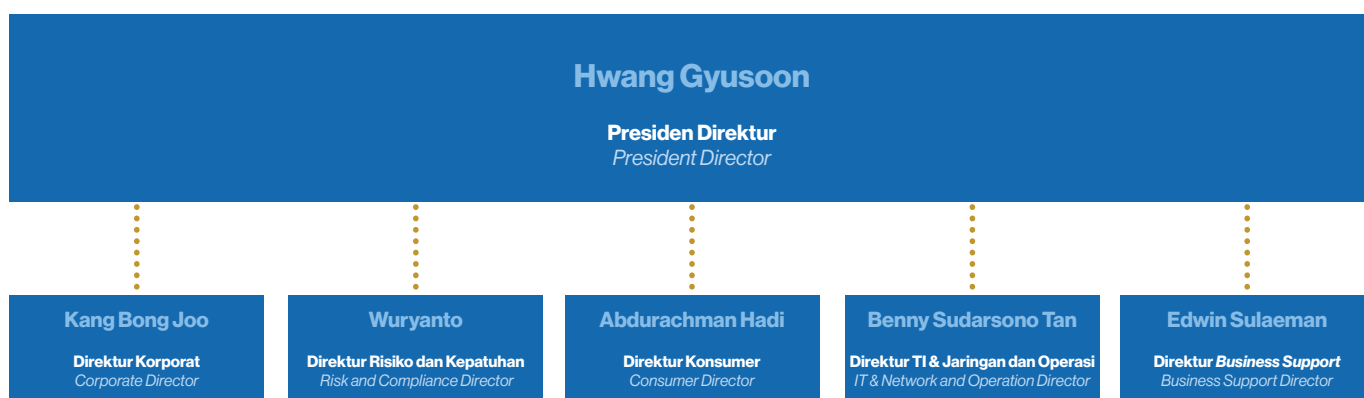 Hwang Gyusoon
Presiden Direktur
President Director
Kang Bong Joo
Direktur Korporat
Corporate Director
Wuryanto
Direktur Risiko dan Kepatuhan
Risk and Compliance Director
Abdurachman Hadi
Direktur Konsumer
Consumer Director
Benny Sudarsono Tan
Direktur TI & Jaringan dan Operasi
IT & Network and Operation Director
Edwin Sulaeman
Direktur Business Support
Business Support Director